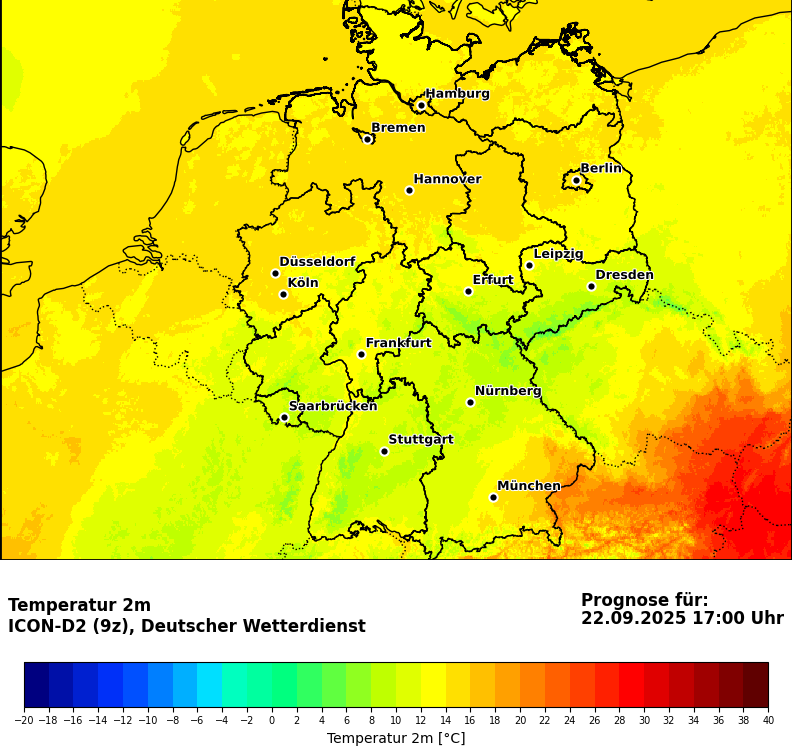 Hamburg
Bremen
Berlin
Hannover
Leipzig
Düsseldorf
Dresden
Köln
Erfurt
Frankfurt
Nürnberg
Saarbrücken
Stuttgart
München
Temperatur 2m
ICON-D2 (9z), Deutscher Wetterdienst
Prognose für:
22.09.2025 17:00 Uhr
−20 −18 −16 −14 −12 −10 −8 −6 −4 −2 0 2 4 6 8 10 12 14 16 18 20 22 24 26 28 30 32 34 36 38 40
Temperatur 2m [°C]